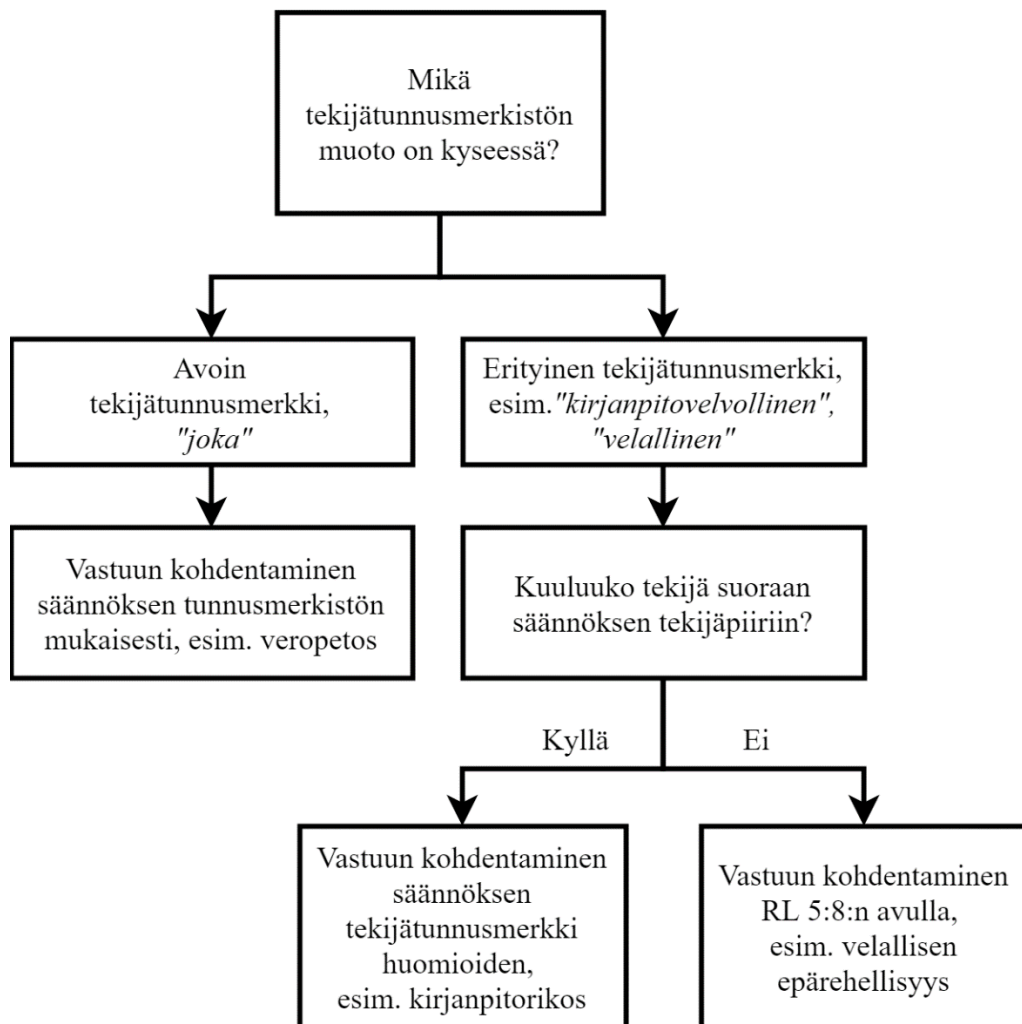 Mikä
tekijätunnusmerkistön
muoto on kyseessä?
Avoin
tekijätunnusmerkki,
"joka"
Erityinen tekijätunnusmerkki,
esim."kirjanpitovelvollinen",
"velallinen"
Vastuun kohdentaminen
säännöksen tunnusmerkistön
mukaisesti, esim. veropetos
Kuuluuko tekijä suoraan
säännöksen tekijäpiiriin?
Kyllä
Ei
Vastuun kohdentaminen
säännöksen
tekijätunnusmerkki
huomioiden,
esim. kirjanpitorikos
Vastuun kohdentaminen
RL 5:8:n avulla,
esim. velallisen
epärehellisyys